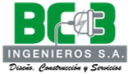 BCB
INGENIEROS S.A.
Diseño, Construcción y Servicios